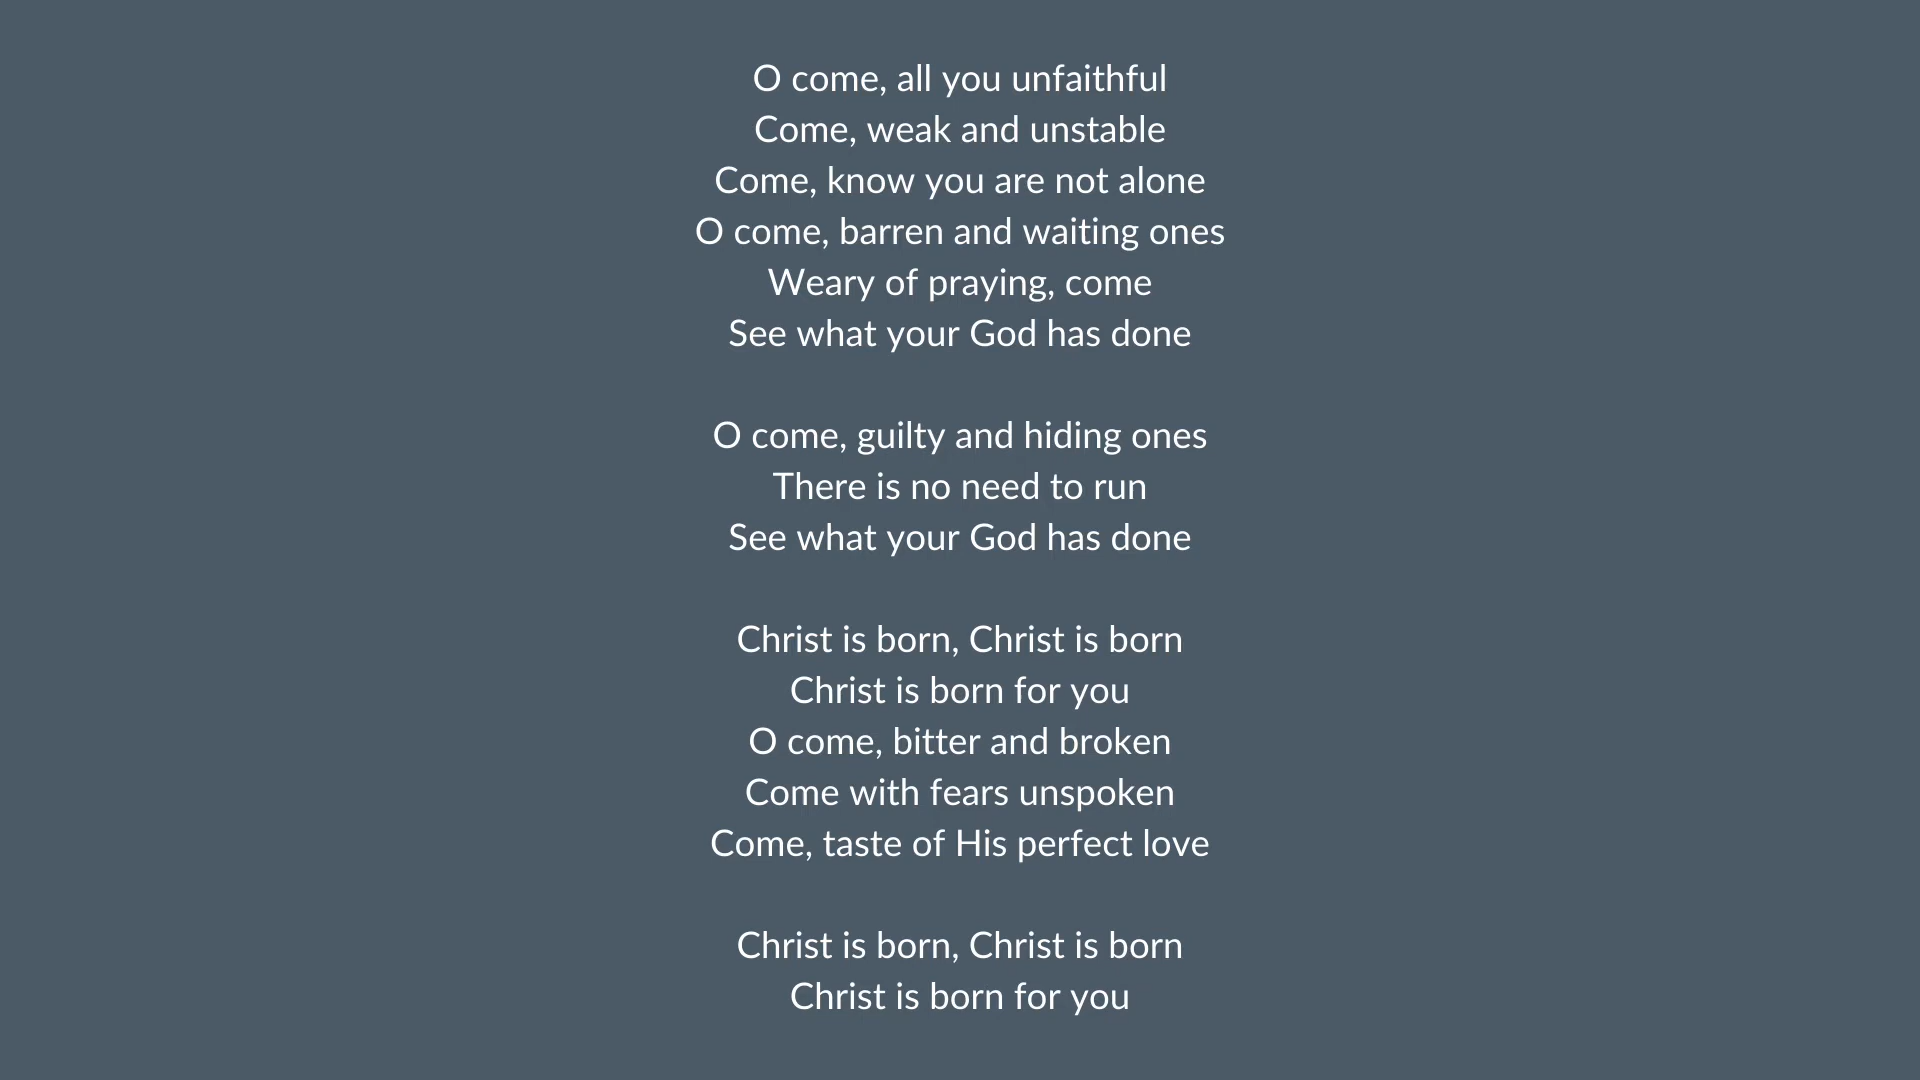 O come, all you unfaithful
Come, weak and unstable
Come, know you are not alone
O come, barren and waiting ones
Weary of praying, come
See what your God has done
O come, guilty and hiding ones
There is no need to run
See what your God has done
Christ is born, Christ is born
Christ is born for you
O come, bitter and broken
Come with fears unspoken
Come, taste of His perfect love
Christ is born, Christ is born
Christ is born for you